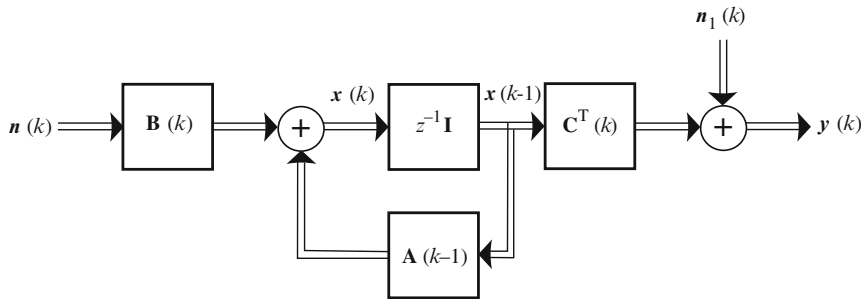 n₁(k)
x (k)
x (k-1)
n (k)
B (k)
+
z⁻¹ I
Cᵀ (k)
+
y (k)
A (k–1)